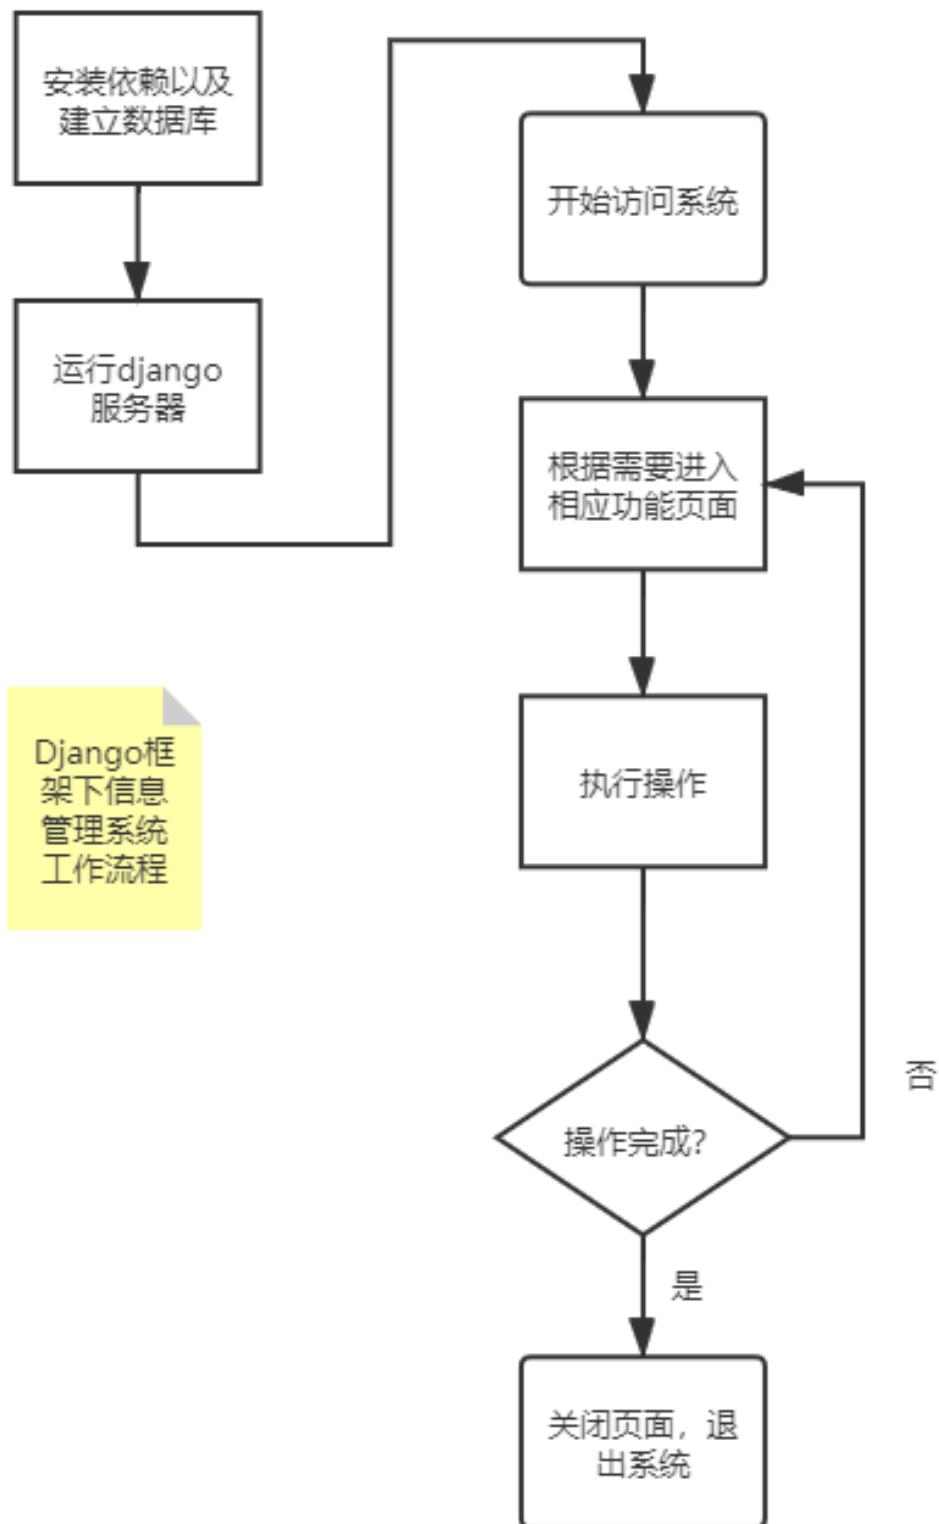 安装依赖以及
建立数据库
运行django
服务器
开始访问系统
根据需要进入
相应功能页面
执行操作
Django框
架下信息
管理系统
工作流程
操作完成?
否
是
关闭页面，退
出系统